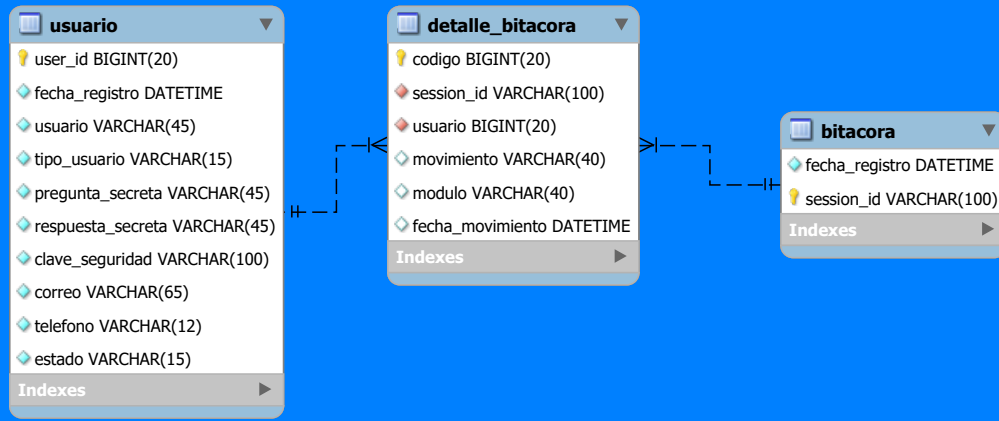 usuario
user_id BIGINT(20)
fecha_registro DATETIME
usuario VARCHAR(45)
tipo_usuario VARCHAR(15)
pregunta_secreta VARCHAR(45)
respuesta_secreta VARCHAR(45)
clave_seguridad VARCHAR(100)
correo VARCHAR(65)
telefono VARCHAR(12)
estado VARCHAR(15)
Indexes
detalle_bitacora
codigo BIGINT(20)
session_id VARCHAR(100)
usuario BIGINT(20)
movimiento VARCHAR(40)
modulo VARCHAR(40)
fecha_movimiento DATETIME
Indexes
bitacora
fecha_registro DATETIME
session_id VARCHAR(100)
Indexes